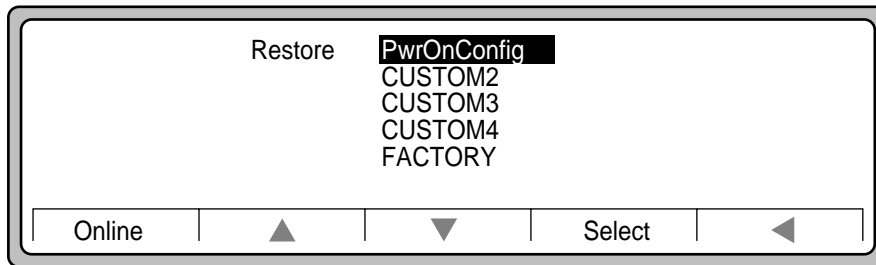 Restore PwrOnConfig
CUSTOM2
CUSTOM3
CUSTOM4
FACTORY
Online Select